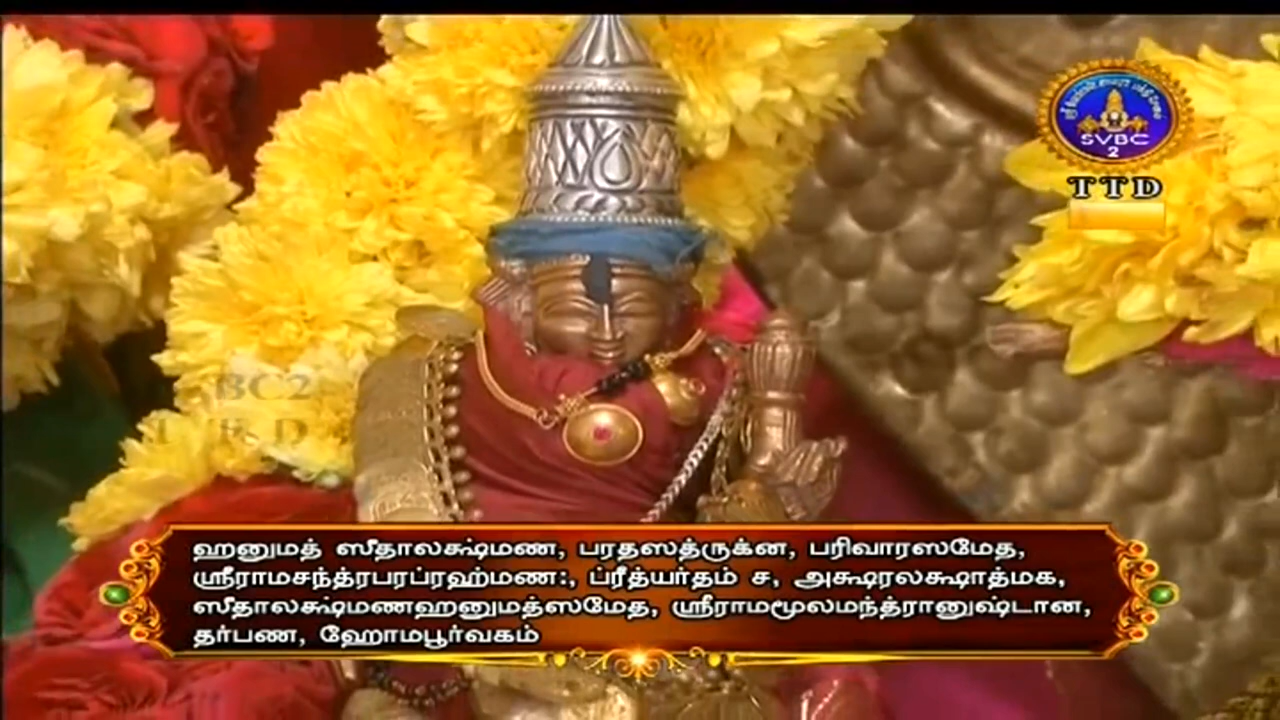 SVBC
2
TTD
BC2
ஹனுமத் ஸீதாலக்ஷ்மண, பரதஸத்ருக்ன, பரிவாரஸமேத,
ஸ்ரீராமசந்த்ரபரப்ரஹ்மண:, ப்ரீத்யர்தம் ச, அக்ஷரலக்ஷாத்மக,
ஸீதாலக்ஷ்மணஹனுமத்ஸமேத, ஸ்ரீராமமூலமந்த்ரானுஷ்டான,
தர்பண, ஹோமபூர்வகம்